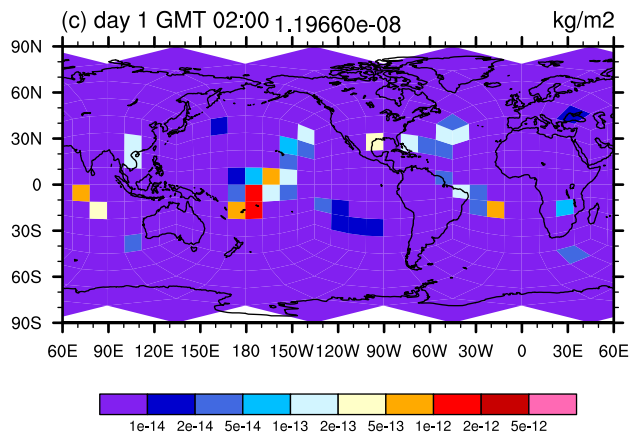 (c) day 1 GMT 02:00 1.19660e-08 kg/m2
90N
60N
30N
0
30S
60S
90S
60E 90E 120E 150E 180 150W 120W 90W 60W 30W 0 30E 60E
1e-14 2e-14 5e-14 1e-13 2e-13 5e-13 1e-12 2e-12 5e-12